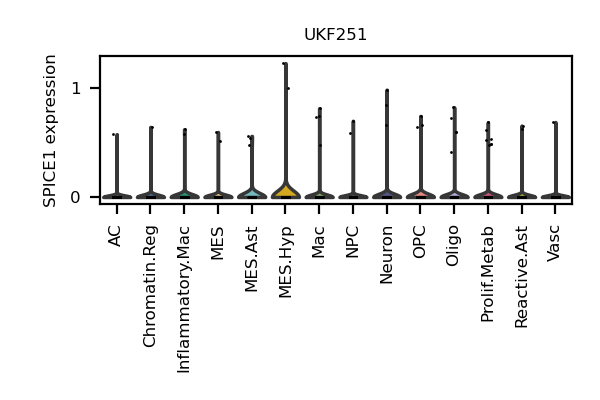 UKF251
SPICE1 expression
1
0
AC
Chromatin.Reg
Inflammatory.Mac
MES
MES.Ast
MES.Hyp
Mac
NPC
Neuron
OPC
Oligo
Prolif.Metab
Reactive.Ast
Vasc